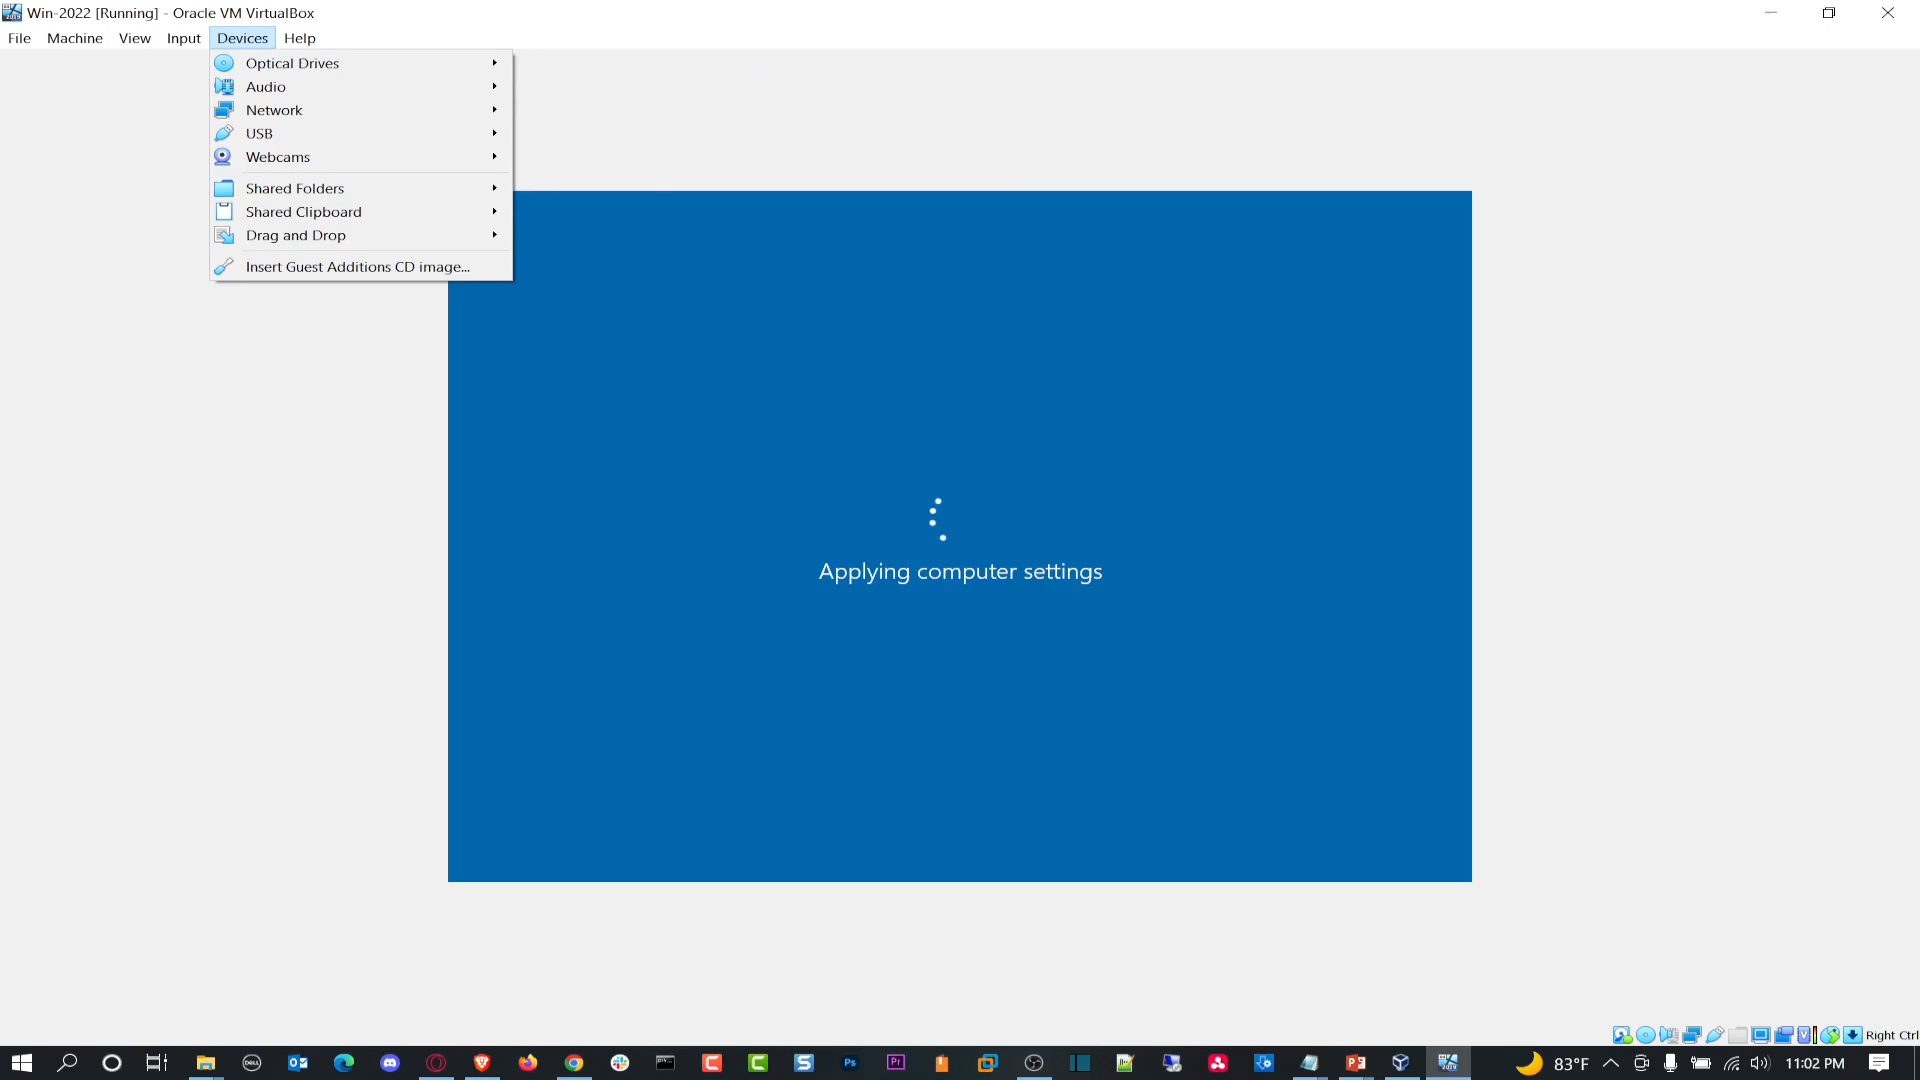 Win-2022 [Running] - Oracle VM VirtualBox
File Machine View Input Devices Help
Optical Drives
Audio
Network
USB
Webcams
Shared Folders
Shared Clipboard
Drag and Drop
Insert Guest Additions CD image...
Applying computer settings
Right Ctrl
83°F 11:02 PM